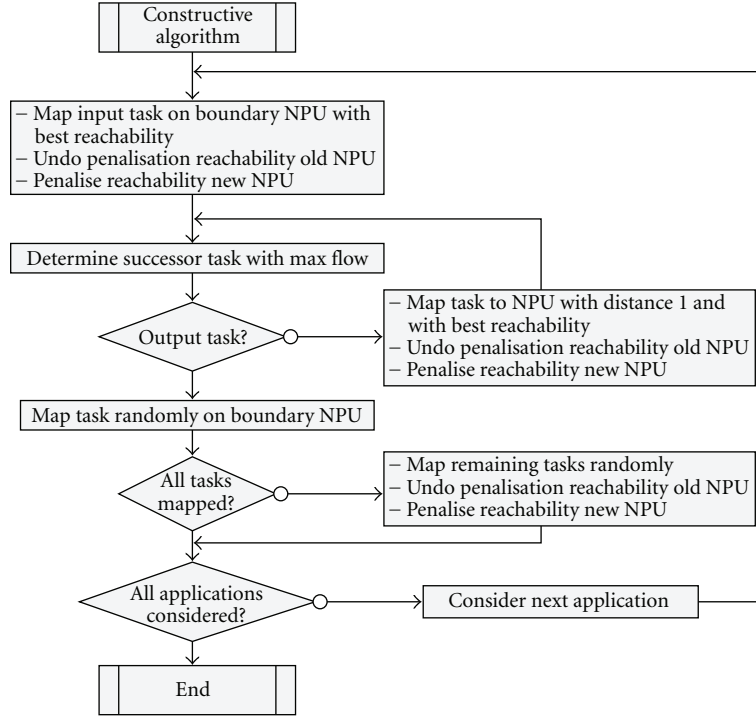 Constructive
algorithm
– Map input task on boundary NPU with
best reachability
– Undo penalisation reachability old NPU
– Penalise reachability new NPU
Determine successor task with max flow
Output task?
– Map task to NPU with distance 1 and
with best reachability
– Undo penalisation reachability old NPU
– Penalise reachability new NPU
Map task randomly on boundary NPU
All tasks
mapped?
– Map remaining tasks randomly
– Undo penalisation reachability old NPU
– Penalise reachability new NPU
All applications
considered?
Consider next application
End